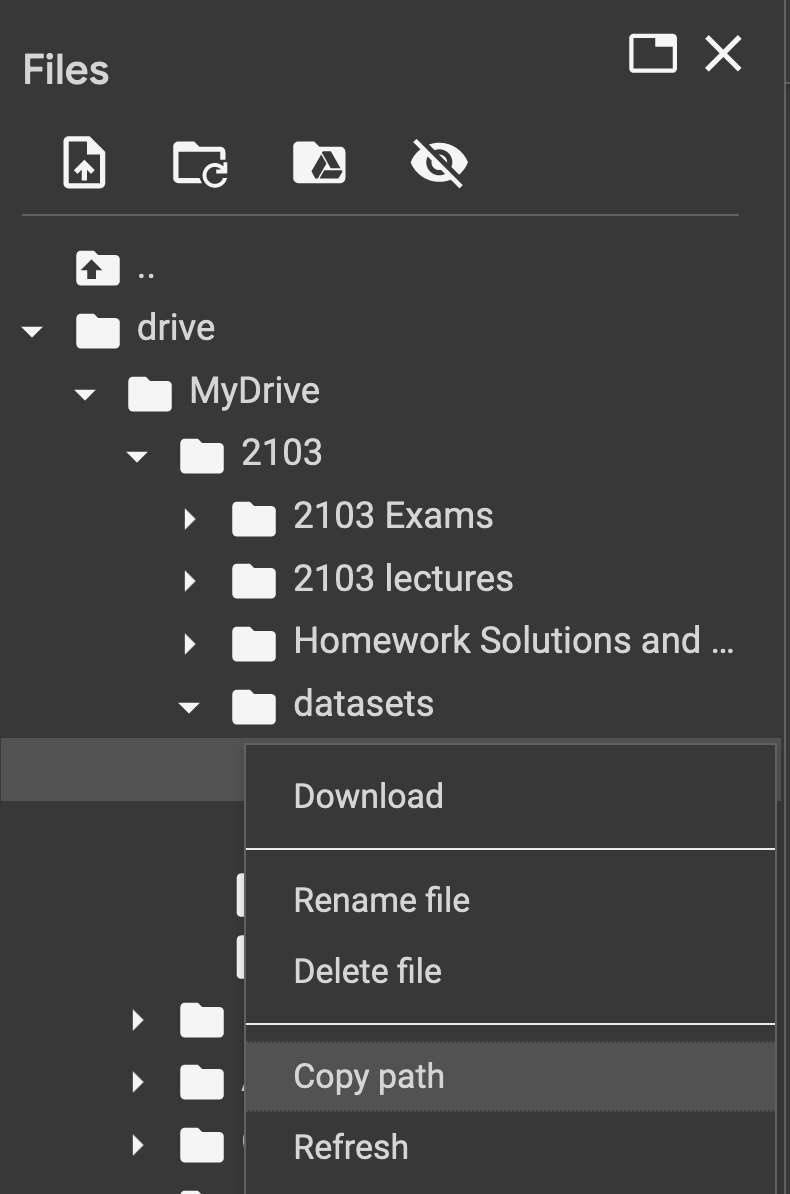 Files
..
drive
MyDrive
2103
2103 Exams
2103 lectures
Homework Solutions and ...
datasets
Download
Rename file
Delete file
Copy path
Refresh